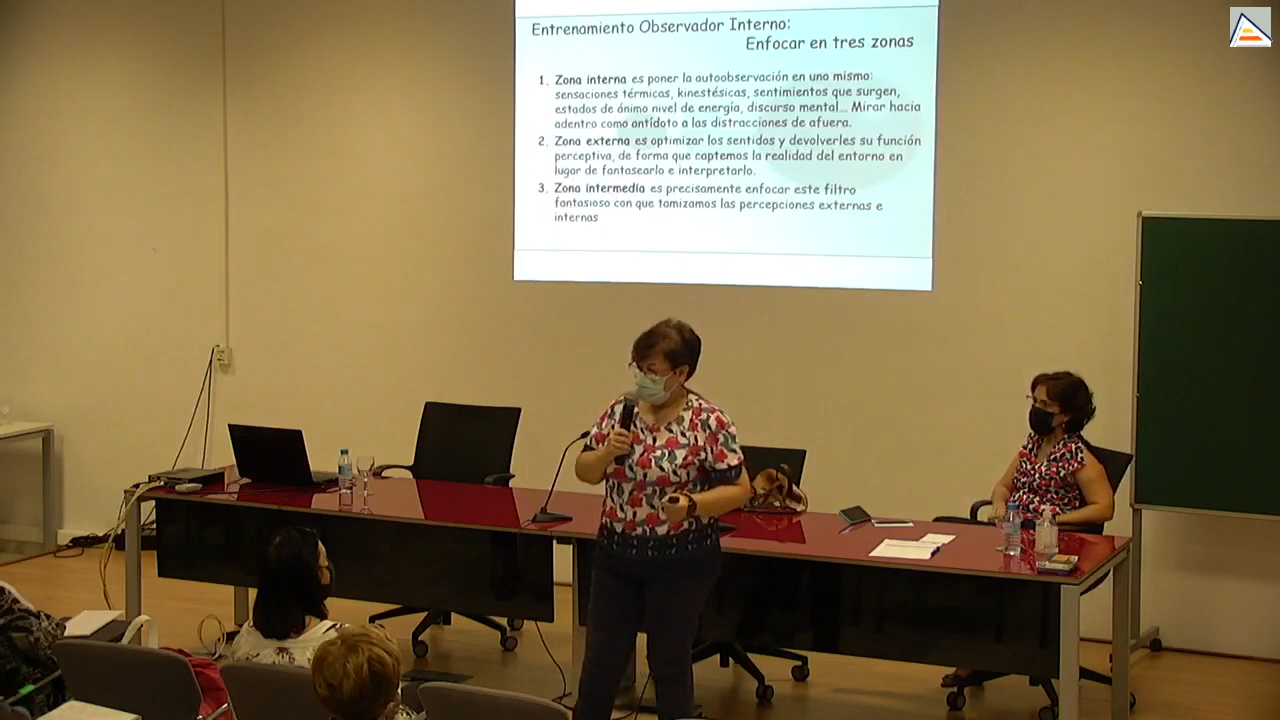 Entrenamiento Observador Interno:
Enfocar en tres zonas
1. Zona interna es poner la autoobservación en uno mismo:
sensaciones térmicas, kinestésicas, sentimientos que surgen,
estados de ánimo nivel de energía, discurso mental... Mirar hacia
adentro como antídoto a las distracciones de afuera.
2. Zona externa es optimizar los sentidos y devolverles su función
perceptiva, de forma que captemos la realidad del entorno en
lugar de fantasearlo e interpretarlo.
3. Zona intermedia es precisamente enfocar este filtro
fantasioso con que tamizamos las percepciones externas e
internas